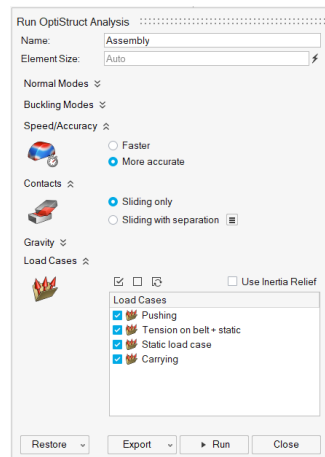 Run OptiStruct Analysis
Name: Assembly
Element Size: Auto
Normal Modes
Buckling Modes
Speed/Accuracy
Faster
More accurate
Contacts
Sliding only
Sliding with separation
Gravity
Load Cases
Use Inertia Relief
Load Cases
Pushing
Tension on belt + static
Static load case
Carrying
Restore Export Run Close